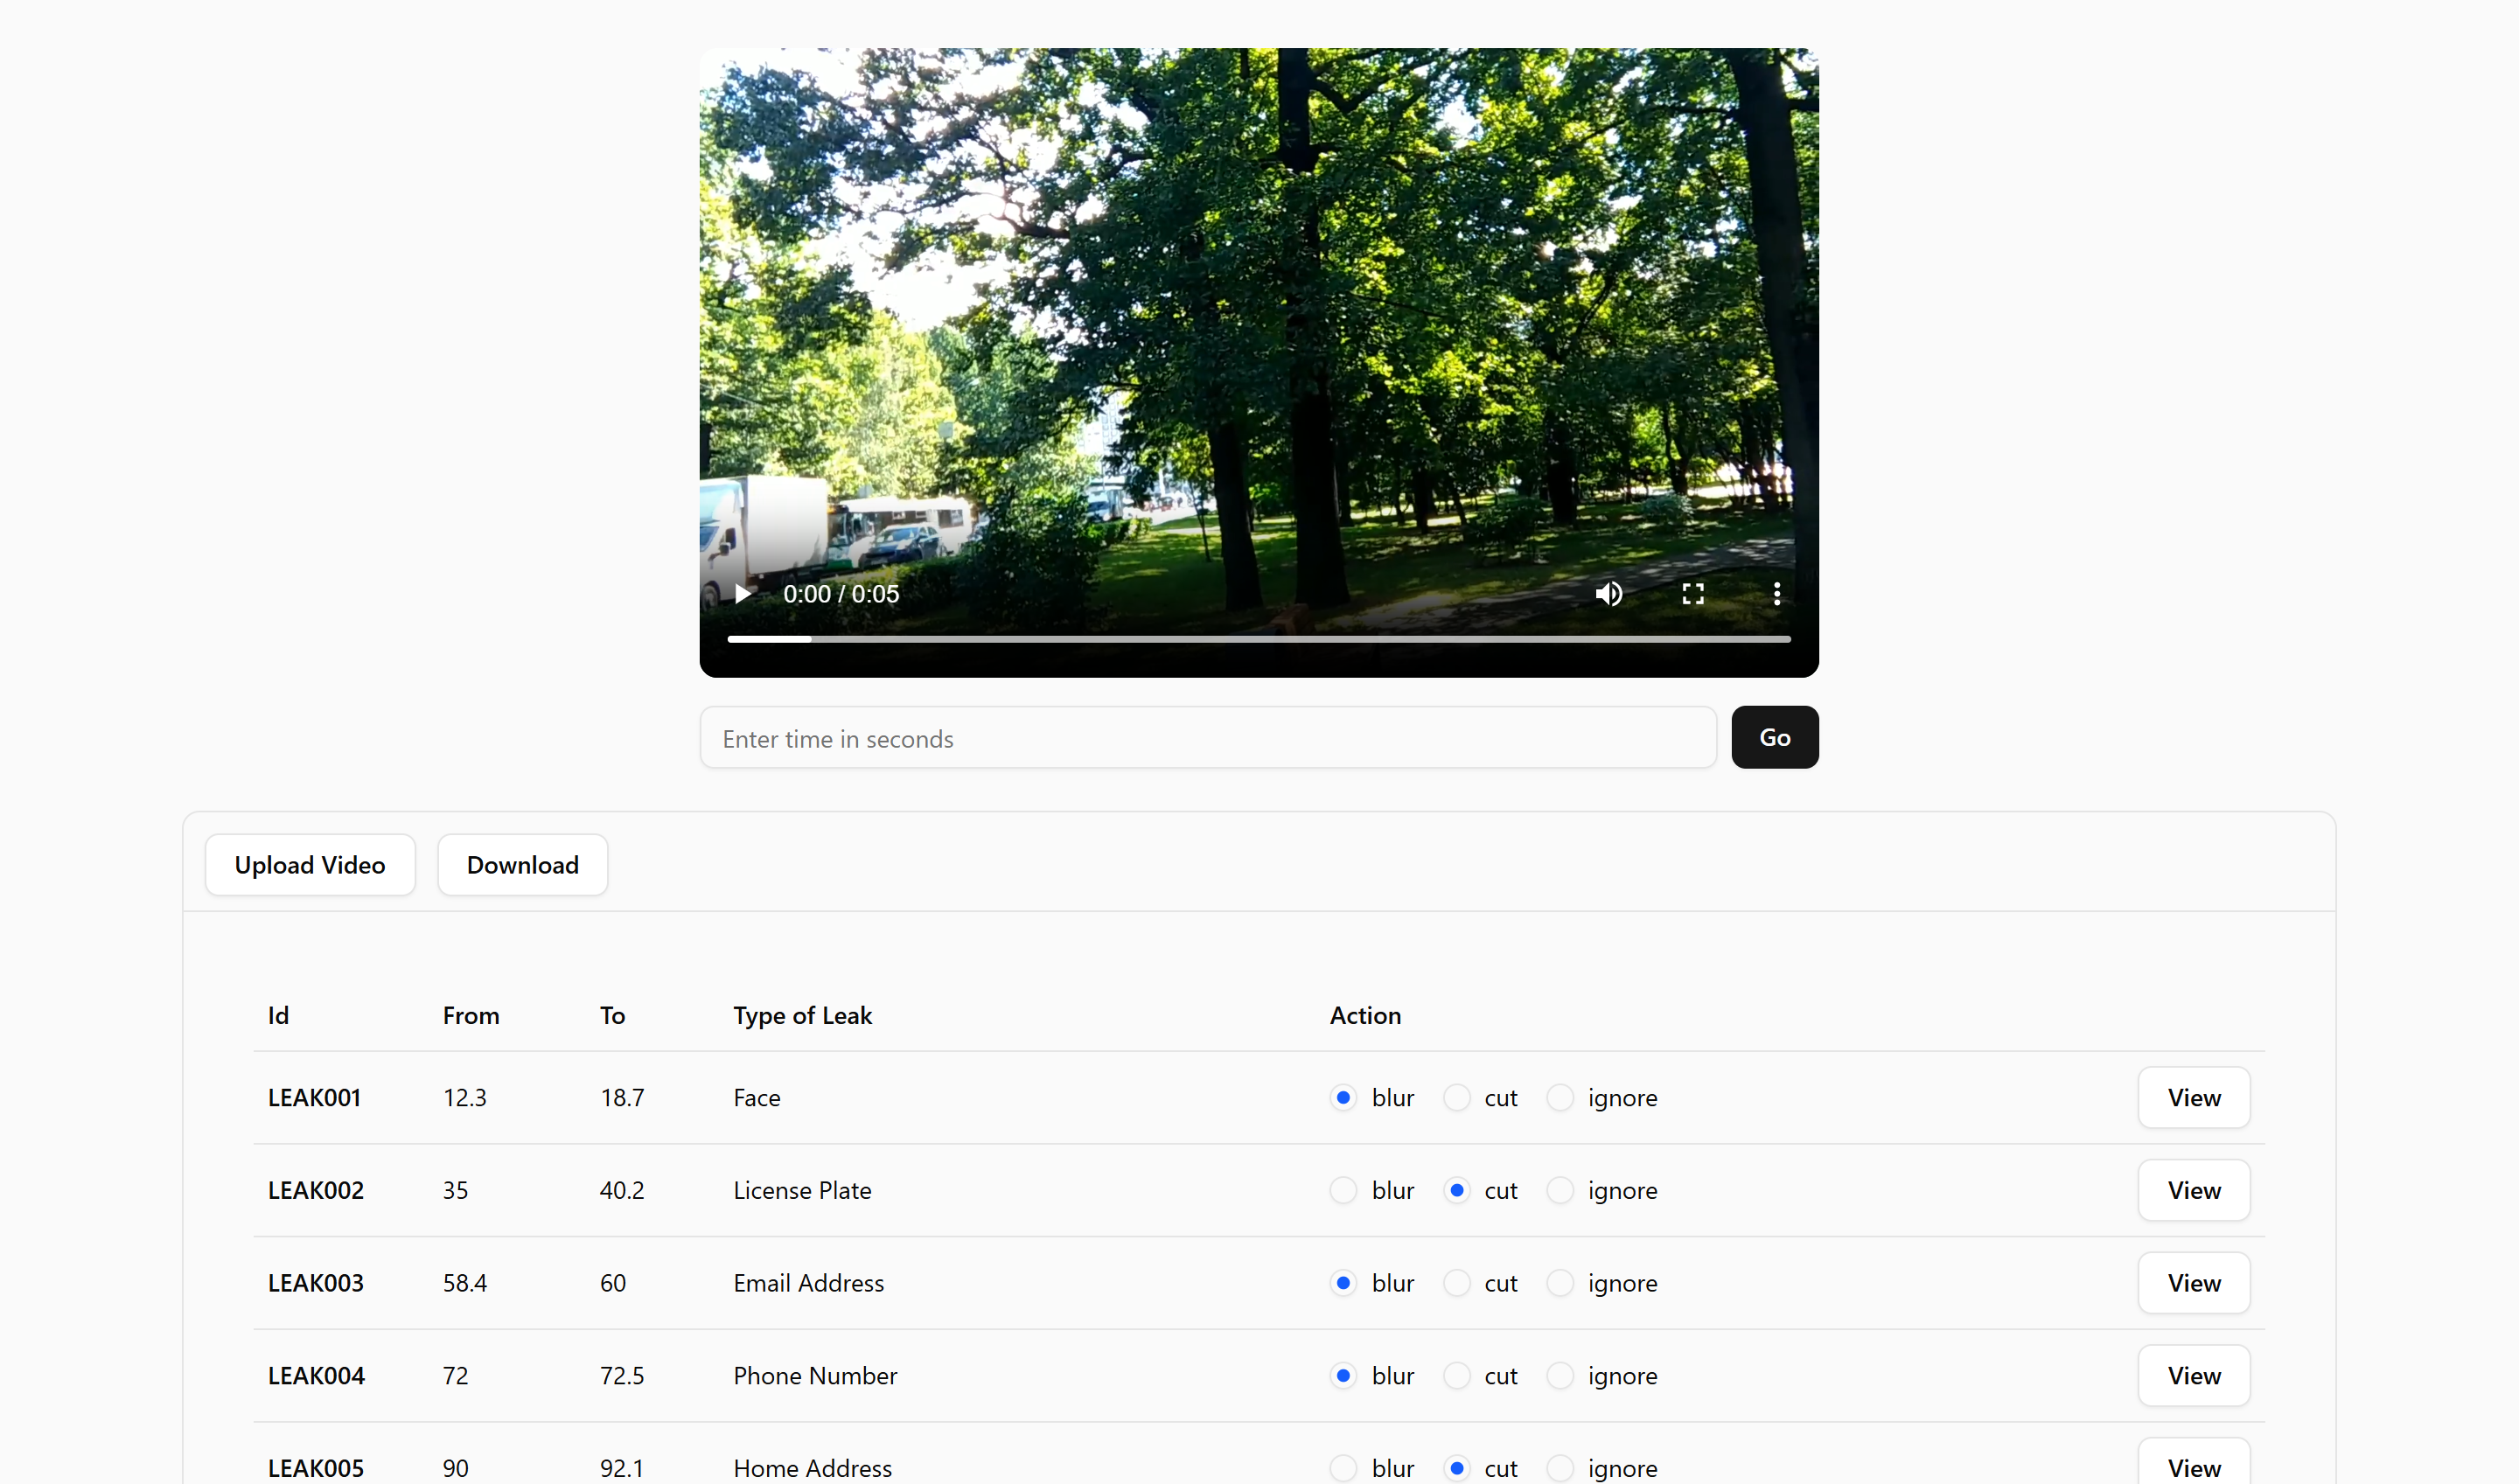 0:00 / 0:05
Enter time in seconds
Go
Upload Video
Download
Id From To Type of Leak Action
LEAK001 12.3 18.7 Face blur cut ignore View
LEAK002 35 40.2 License Plate blur cut ignore View
LEAK003 58.4 60 Email Address blur cut ignore View
LEAK004 72 72.5 Phone Number blur cut ignore View
LEAK005 90 92.1 Home Address blur cut ignore View